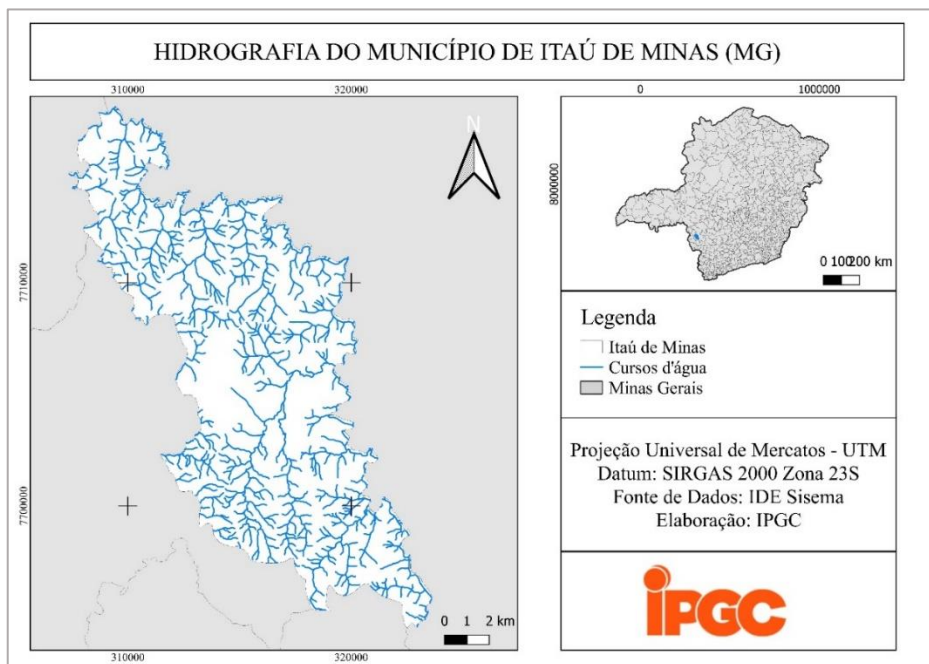 HIDROGRAFIA DO MUNICÍPIO DE ITAÚ DE MINAS (MG)
310000
320000
N
7710000
7700000
0 1 2 km
310000
320000
0
1000000
8000000
0 100200 km
Legenda
Itaú de Minas
Cursos d'água
Minas Gerais
Projeção Universal de Mercatos - UTM
Datum: SIRGAS 2000 Zona 23S
Fonte de Dados: IDE Sisema
Elaboração: IPGC
iPGC